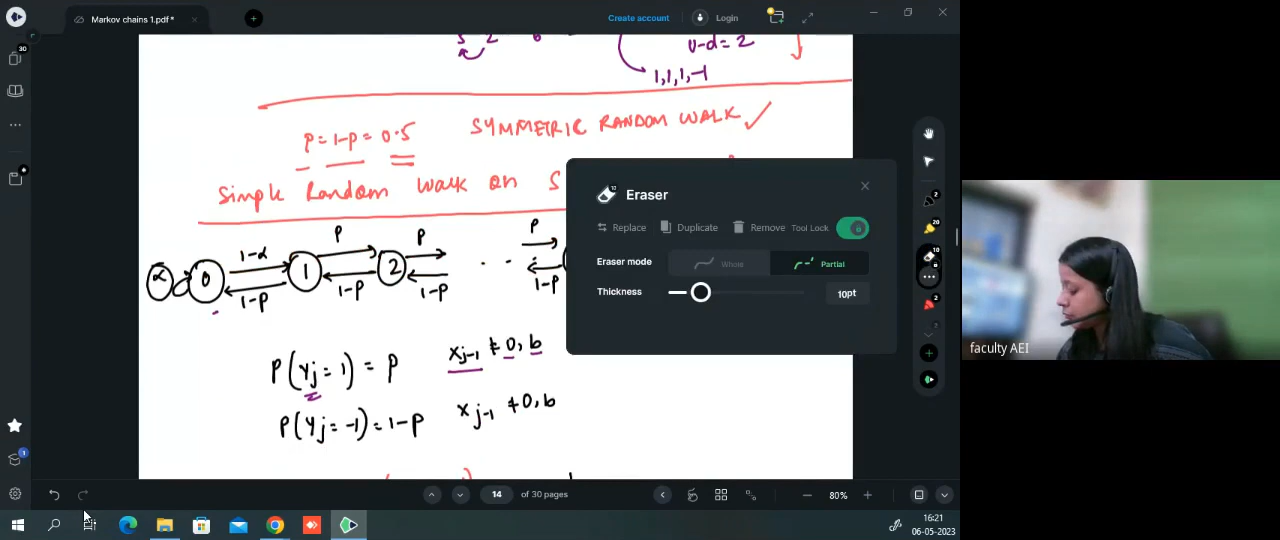 Markov chains 1.pdf*
Create account
Login
30
u-d=2
1,1,1,-1
p=1-p=0.5 SYMMETRIC RANDOM WALK ✓
Simple Random Walk on S
α 0 1-α 1-p 1 p 1-p 2 p 1-p . . . p 1-p
P(Yj=1) = p Xj-1 ≠ 0, b
P(Yj=-1)=1-p Xj-1 ≠ 0, b
Eraser
Replace Duplicate Remove Tool Lock
Eraser mode Whole Partial
Thickness 10pt
faculty AEI
14 of 30 pages
80%
16:21
06-05-2023